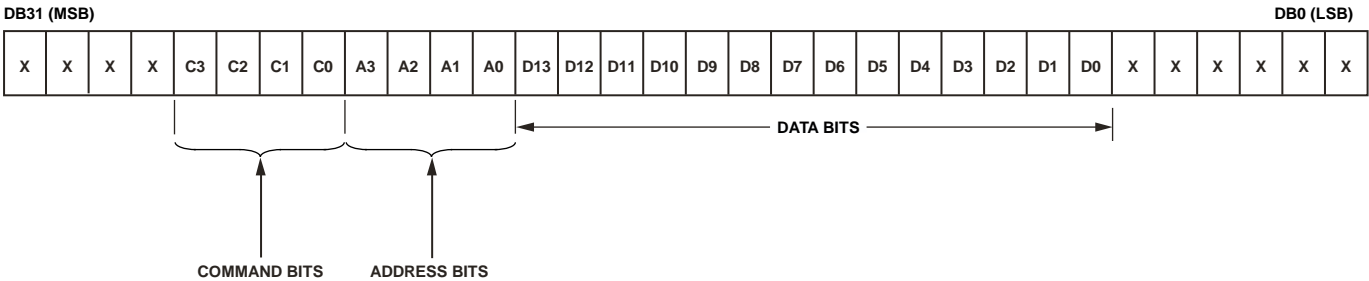 DB31 (MSB) DB0 (LSB)
X X X X C3 C2 C1 C0 A3 A2 A1 A0 D13 D12 D11 D10 D9 D8 D7 D6 D5 D4 D3 D2 D1 D0 X X X X X X
DATA BITS
COMMAND BITS ADDRESS BITS